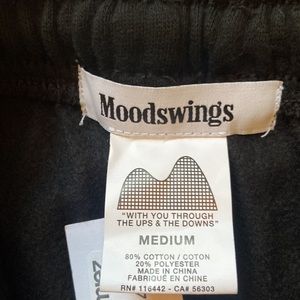 Moodswings
"WITH YOU THROUGH
THE UPS & THE DOWNS"
MEDIUM
80% COTTON / COTON
20% POLYESTER
MADE IN CHINA
FABRIQUÉ EN CHINE
RN# 116442 - CA# 56303